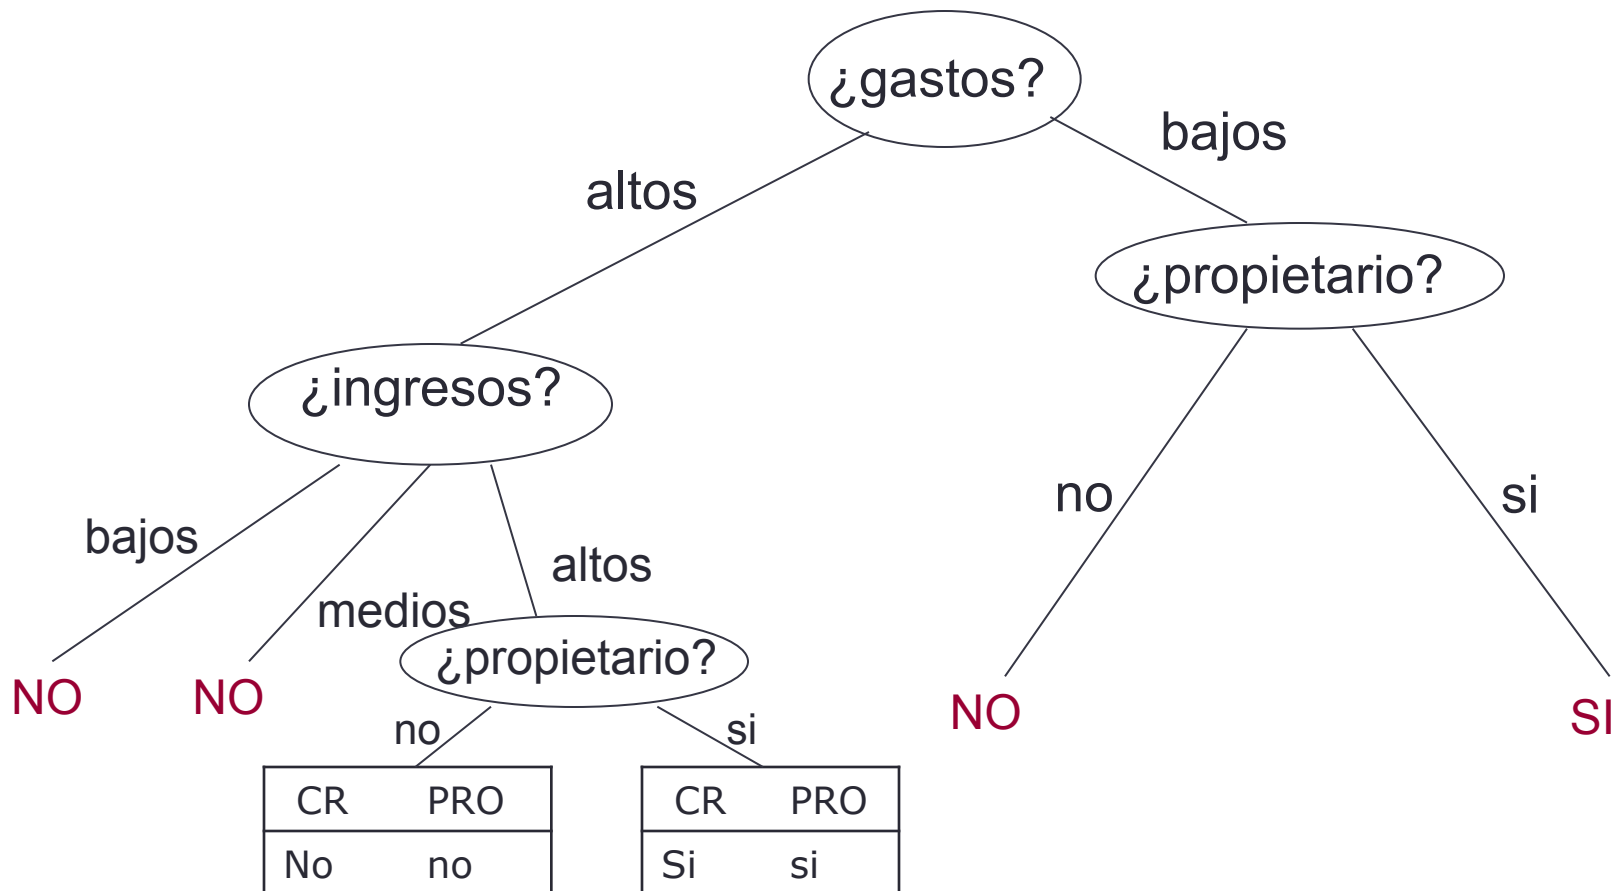 ¿gastos?
bajos
altos
¿propietario?
¿ingresos?
no
si
bajos
altos
medios
¿propietario?
NO
NO
NO
SI
no
si
CR PRO
No no
CR PRO
Si si